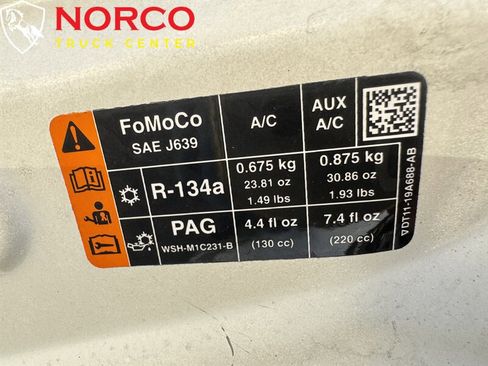 NORCO
TRUCK CENTER
FoMoCo
SAE J639
A/C
AUX
A/C
R-134a
0.675 kg
23.81 oz
1.49 lbs
0.875 kg
30.86 oz
1.93 lbs
PAG
WSH-M1C231-B
4.4 fl oz
(130 cc)
7.4 fl oz
(220 cc)
VDT11-19A688-AB